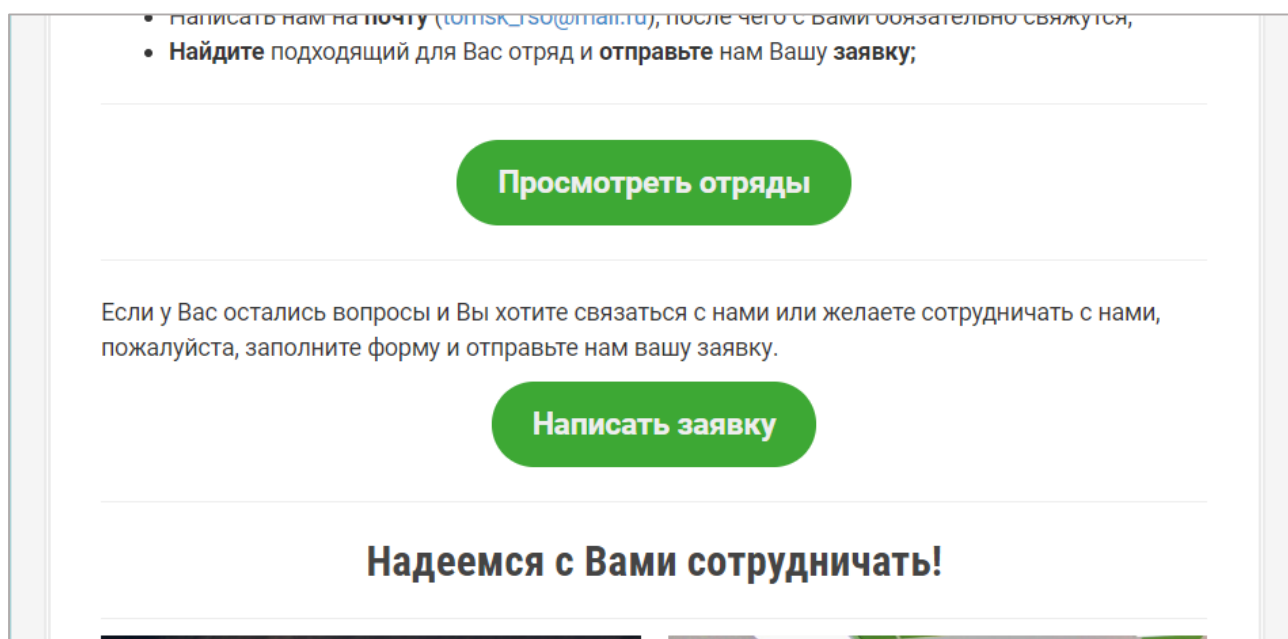 Написать нам на почту (tomsk_rso@mail.ru), после чего с Вами обязательно свяжутся;
Найдите подходящий для Вас отряд и отправьте нам Вашу заявку;
Просмотреть отряды
Если у Вас остались вопросы и Вы хотите связаться с нами или желаете сотрудничать с нами,
пожалуйста, заполните форму и отправьте нам вашу заявку.
Написать заявку
Надеемся с Вами сотрудничать!